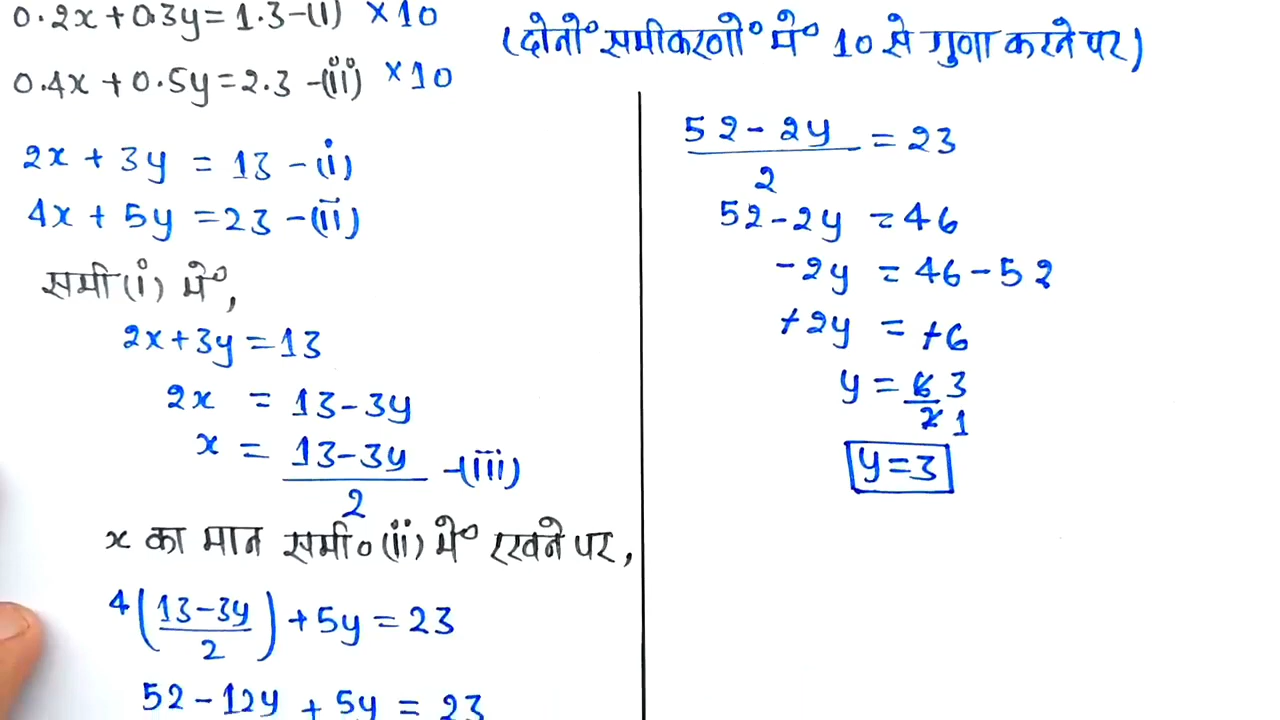 0.2x + 0.3y = 1.3 - (i) ×10
0.4x + 0.5y = 2.3 - (ii) ×10
(दोनों समीकरणों में 10 से गुणा करने पर)
2x + 3y = 13 - (i)
4x + 5y = 23 - (ii)
समी (i) में,
2x + 3y = 13
2x = 13 - 3y
x = (13 - 3y)/2 - (iii)
x का मान समी० (ii) में रखने पर,
4((13 - 3y)/2) + 5y = 23
52 - 12y + 5y = 23
(52 - 2y)/2 = 23
52 - 2y = 46
-2y = 46 - 52
+2y = +6
y = 6/2 3/1
y = 3